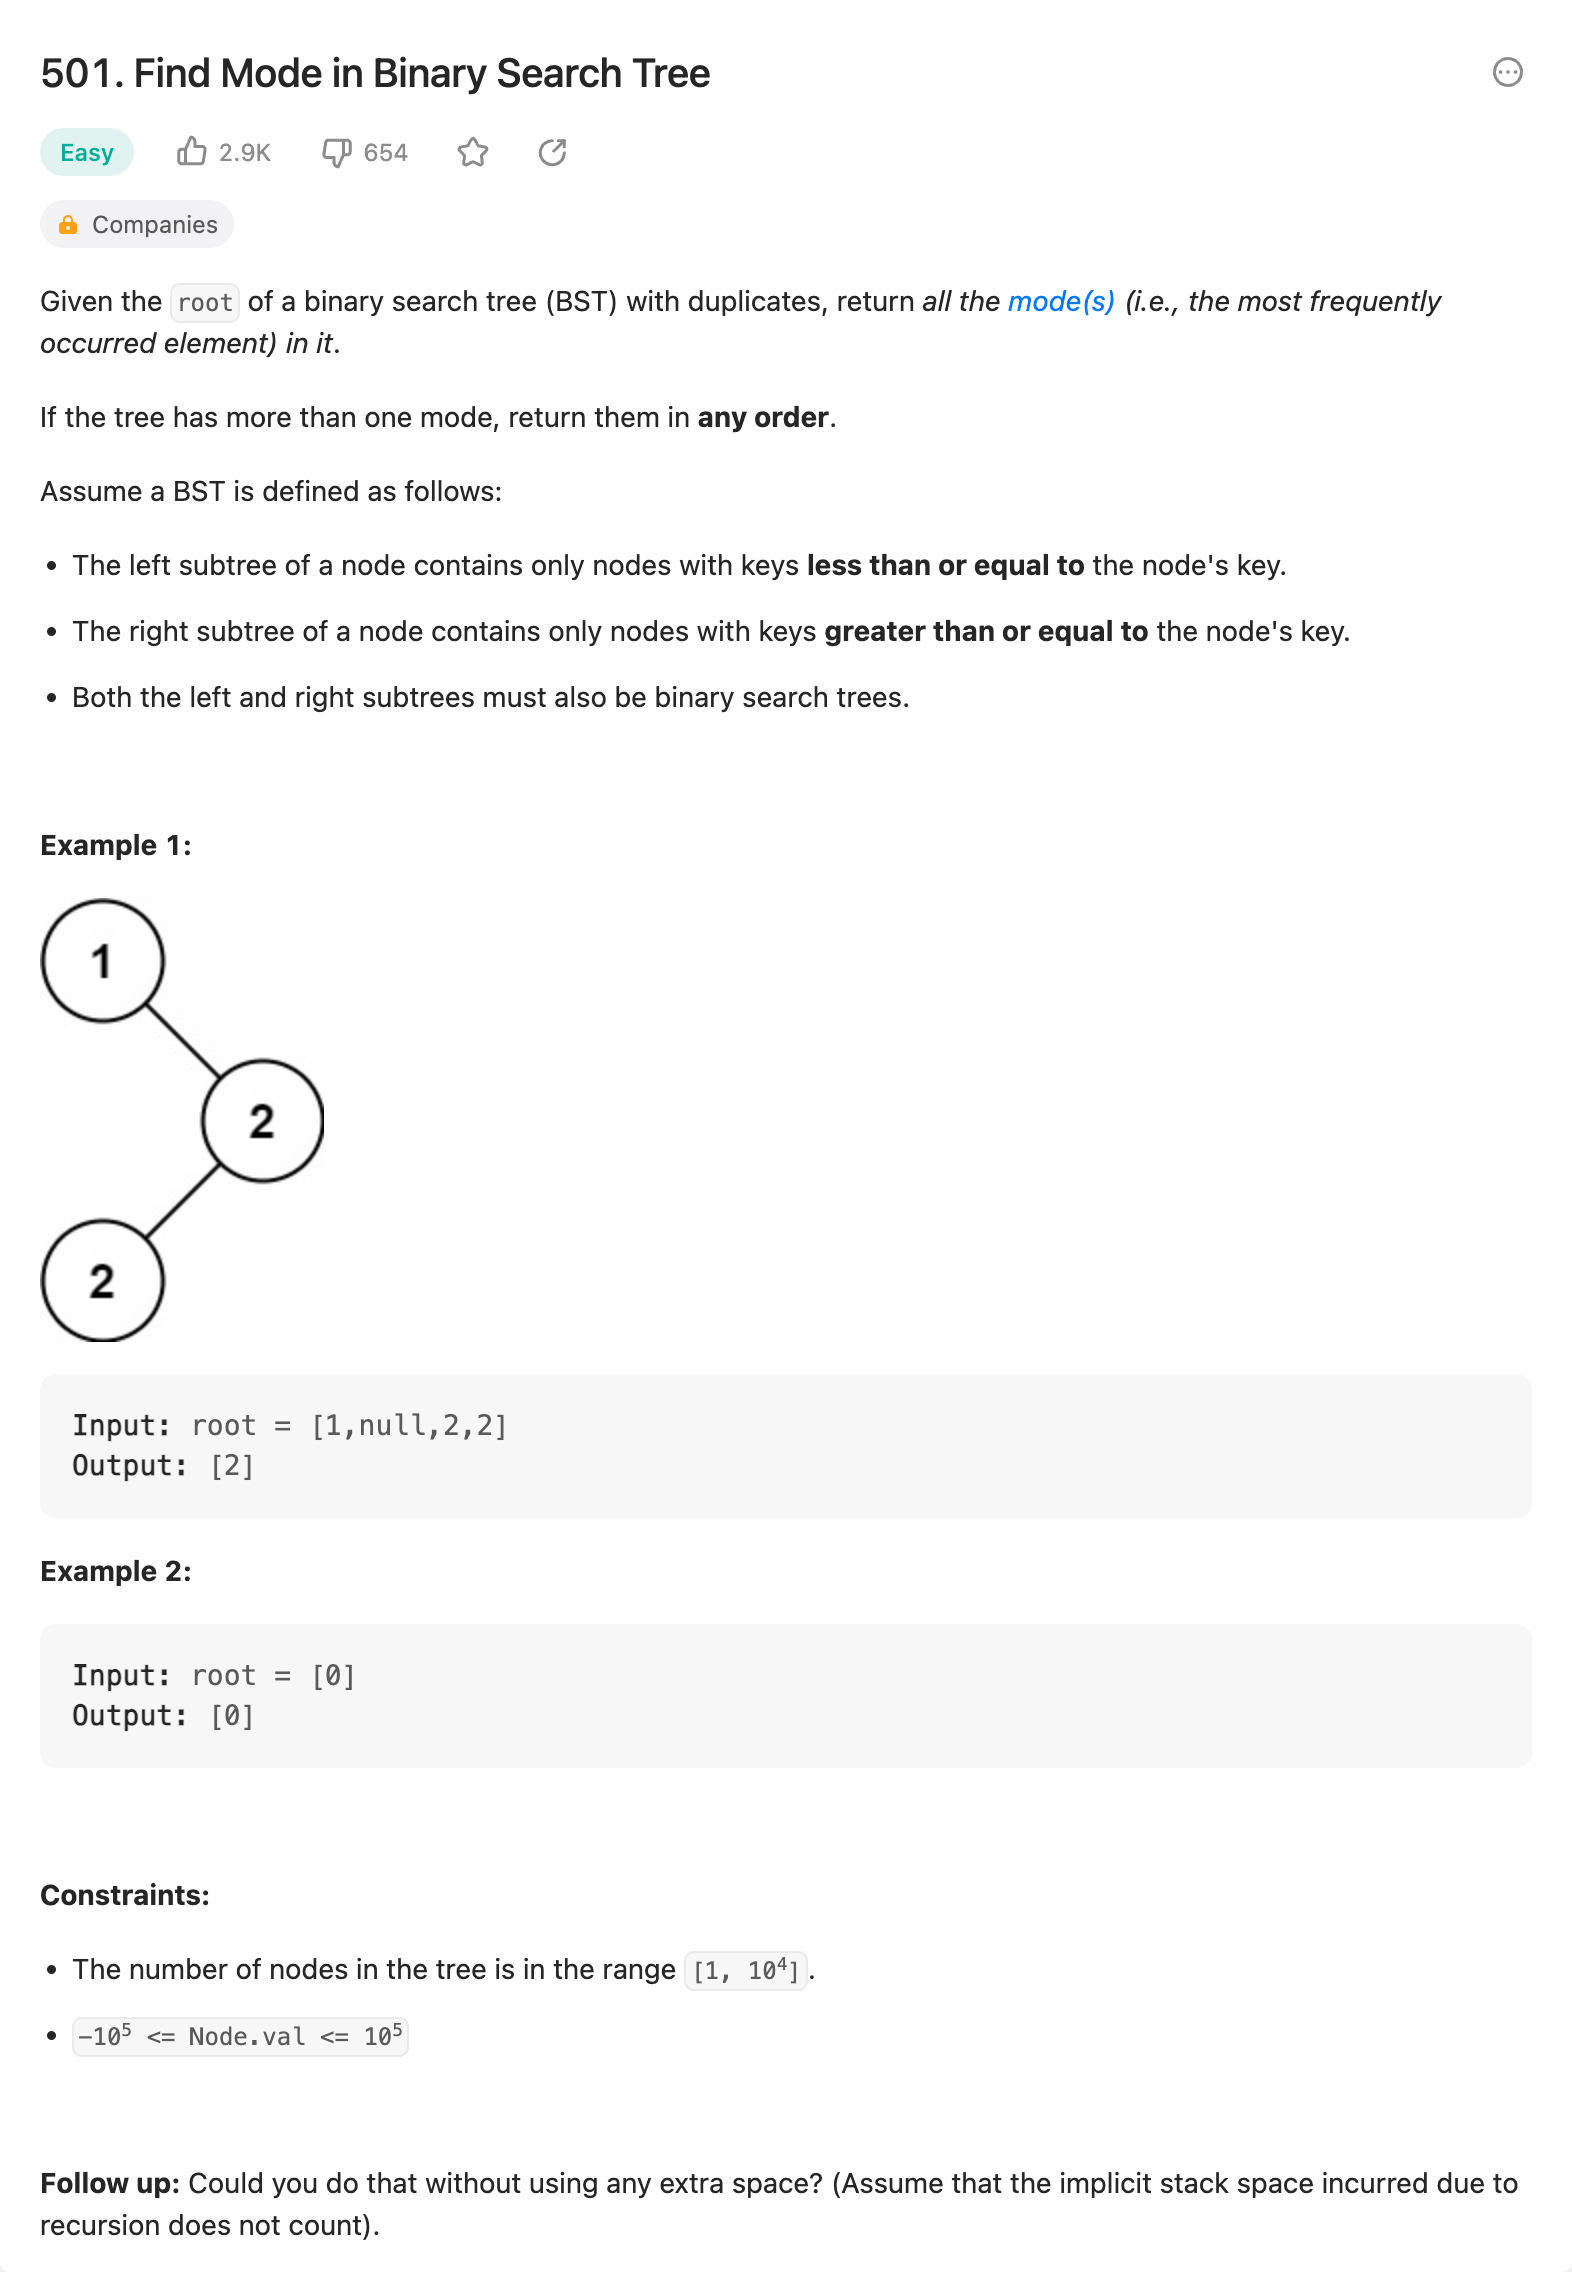 501. Find Mode in Binary Search Tree
Easy 2.9K 654
Companies
Given the root of a binary search tree (BST) with duplicates, return all the mode(s) (i.e., the most frequently
occurred element) in it.
If the tree has more than one mode, return them in any order.
Assume a BST is defined as follows:
• The left subtree of a node contains only nodes with keys less than or equal to the node's key.
• The right subtree of a node contains only nodes with keys greater than or equal to the node's key.
• Both the left and right subtrees must also be binary search trees.
Example 1:
1
2
2
Input: root = [1,null,2,2]
Output: [2]
Example 2:
Input: root = [0]
Output: [0]
Constraints:
• The number of nodes in the tree is in the range [1, 10⁴].
• -10⁵ <= Node.val <= 10⁵
Follow up: Could you do that without using any extra space? (Assume that the implicit stack space incurred due to
recursion does not count).